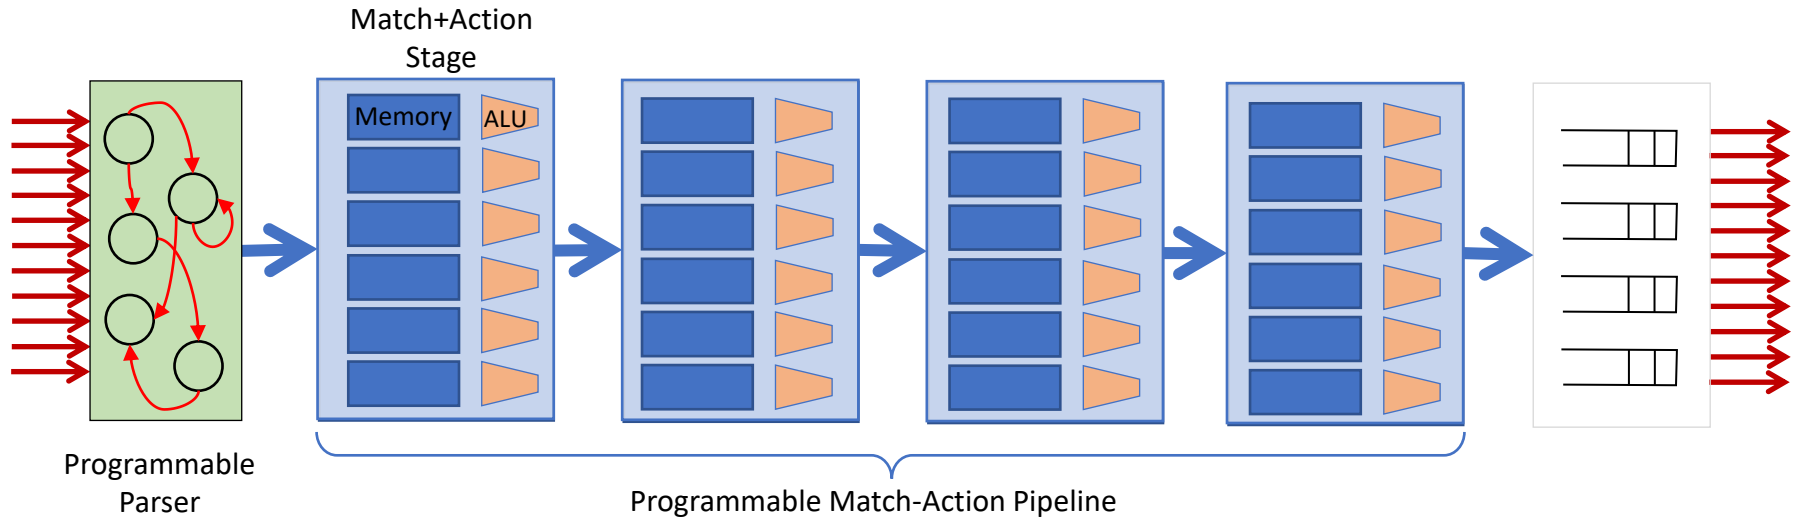 Match+Action
Stage
Memory
ALU
Programmable
Parser
Programmable Match-Action Pipeline